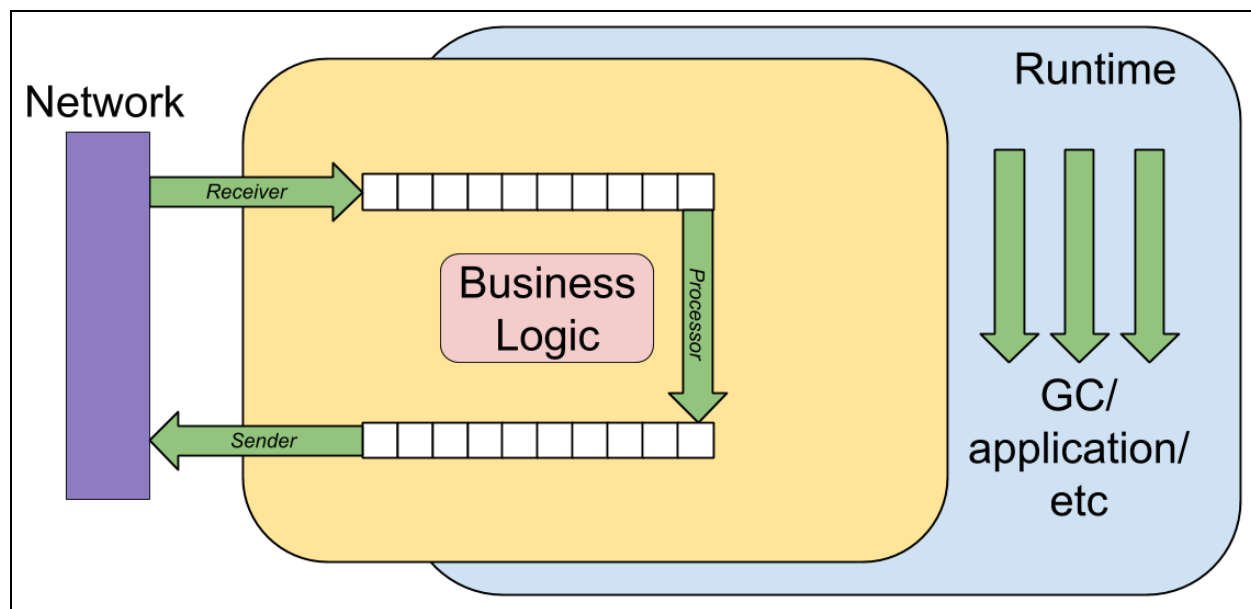 Runtime
Network
Receiver
Business
Logic
Processor
Sender
GC/
application/
etc